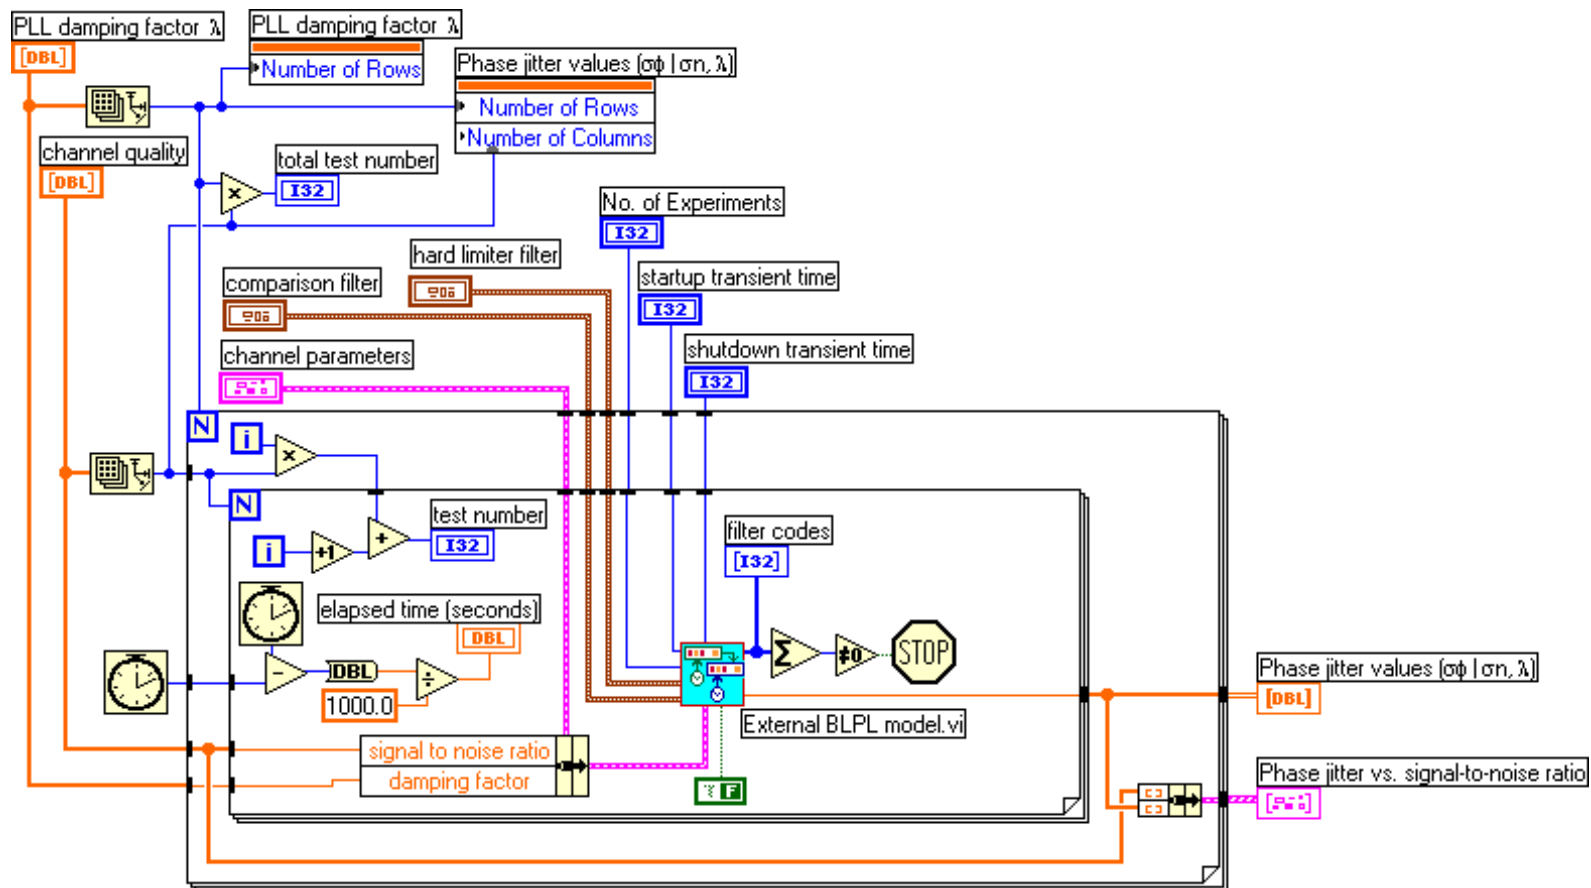 PLL damping factor λ
[DBL]
PLL damping factor λ
Number of Rows
Phase jitter values (σϕ | σn, λ)
Number of Rows
Number of Columns
channel quality
[DBL]
total test number
×
I32
No. of Experiments
I32
hard limiter filter
comparison filter
startup transient time
I32
channel parameters
shutdown transient time
I32
N
i
×
N
test number
i
+1
+
I32
filter codes
[I32]
elapsed time (seconds)
DBL
-
DBL
÷
1000.0
Σ
≠0
STOP
External BLPL model.vi
signal to noise ratio
damping factor
F
Phase jitter values (σϕ | σn, λ)
[DBL]
Phase jitter vs. signal-to-noise ratio